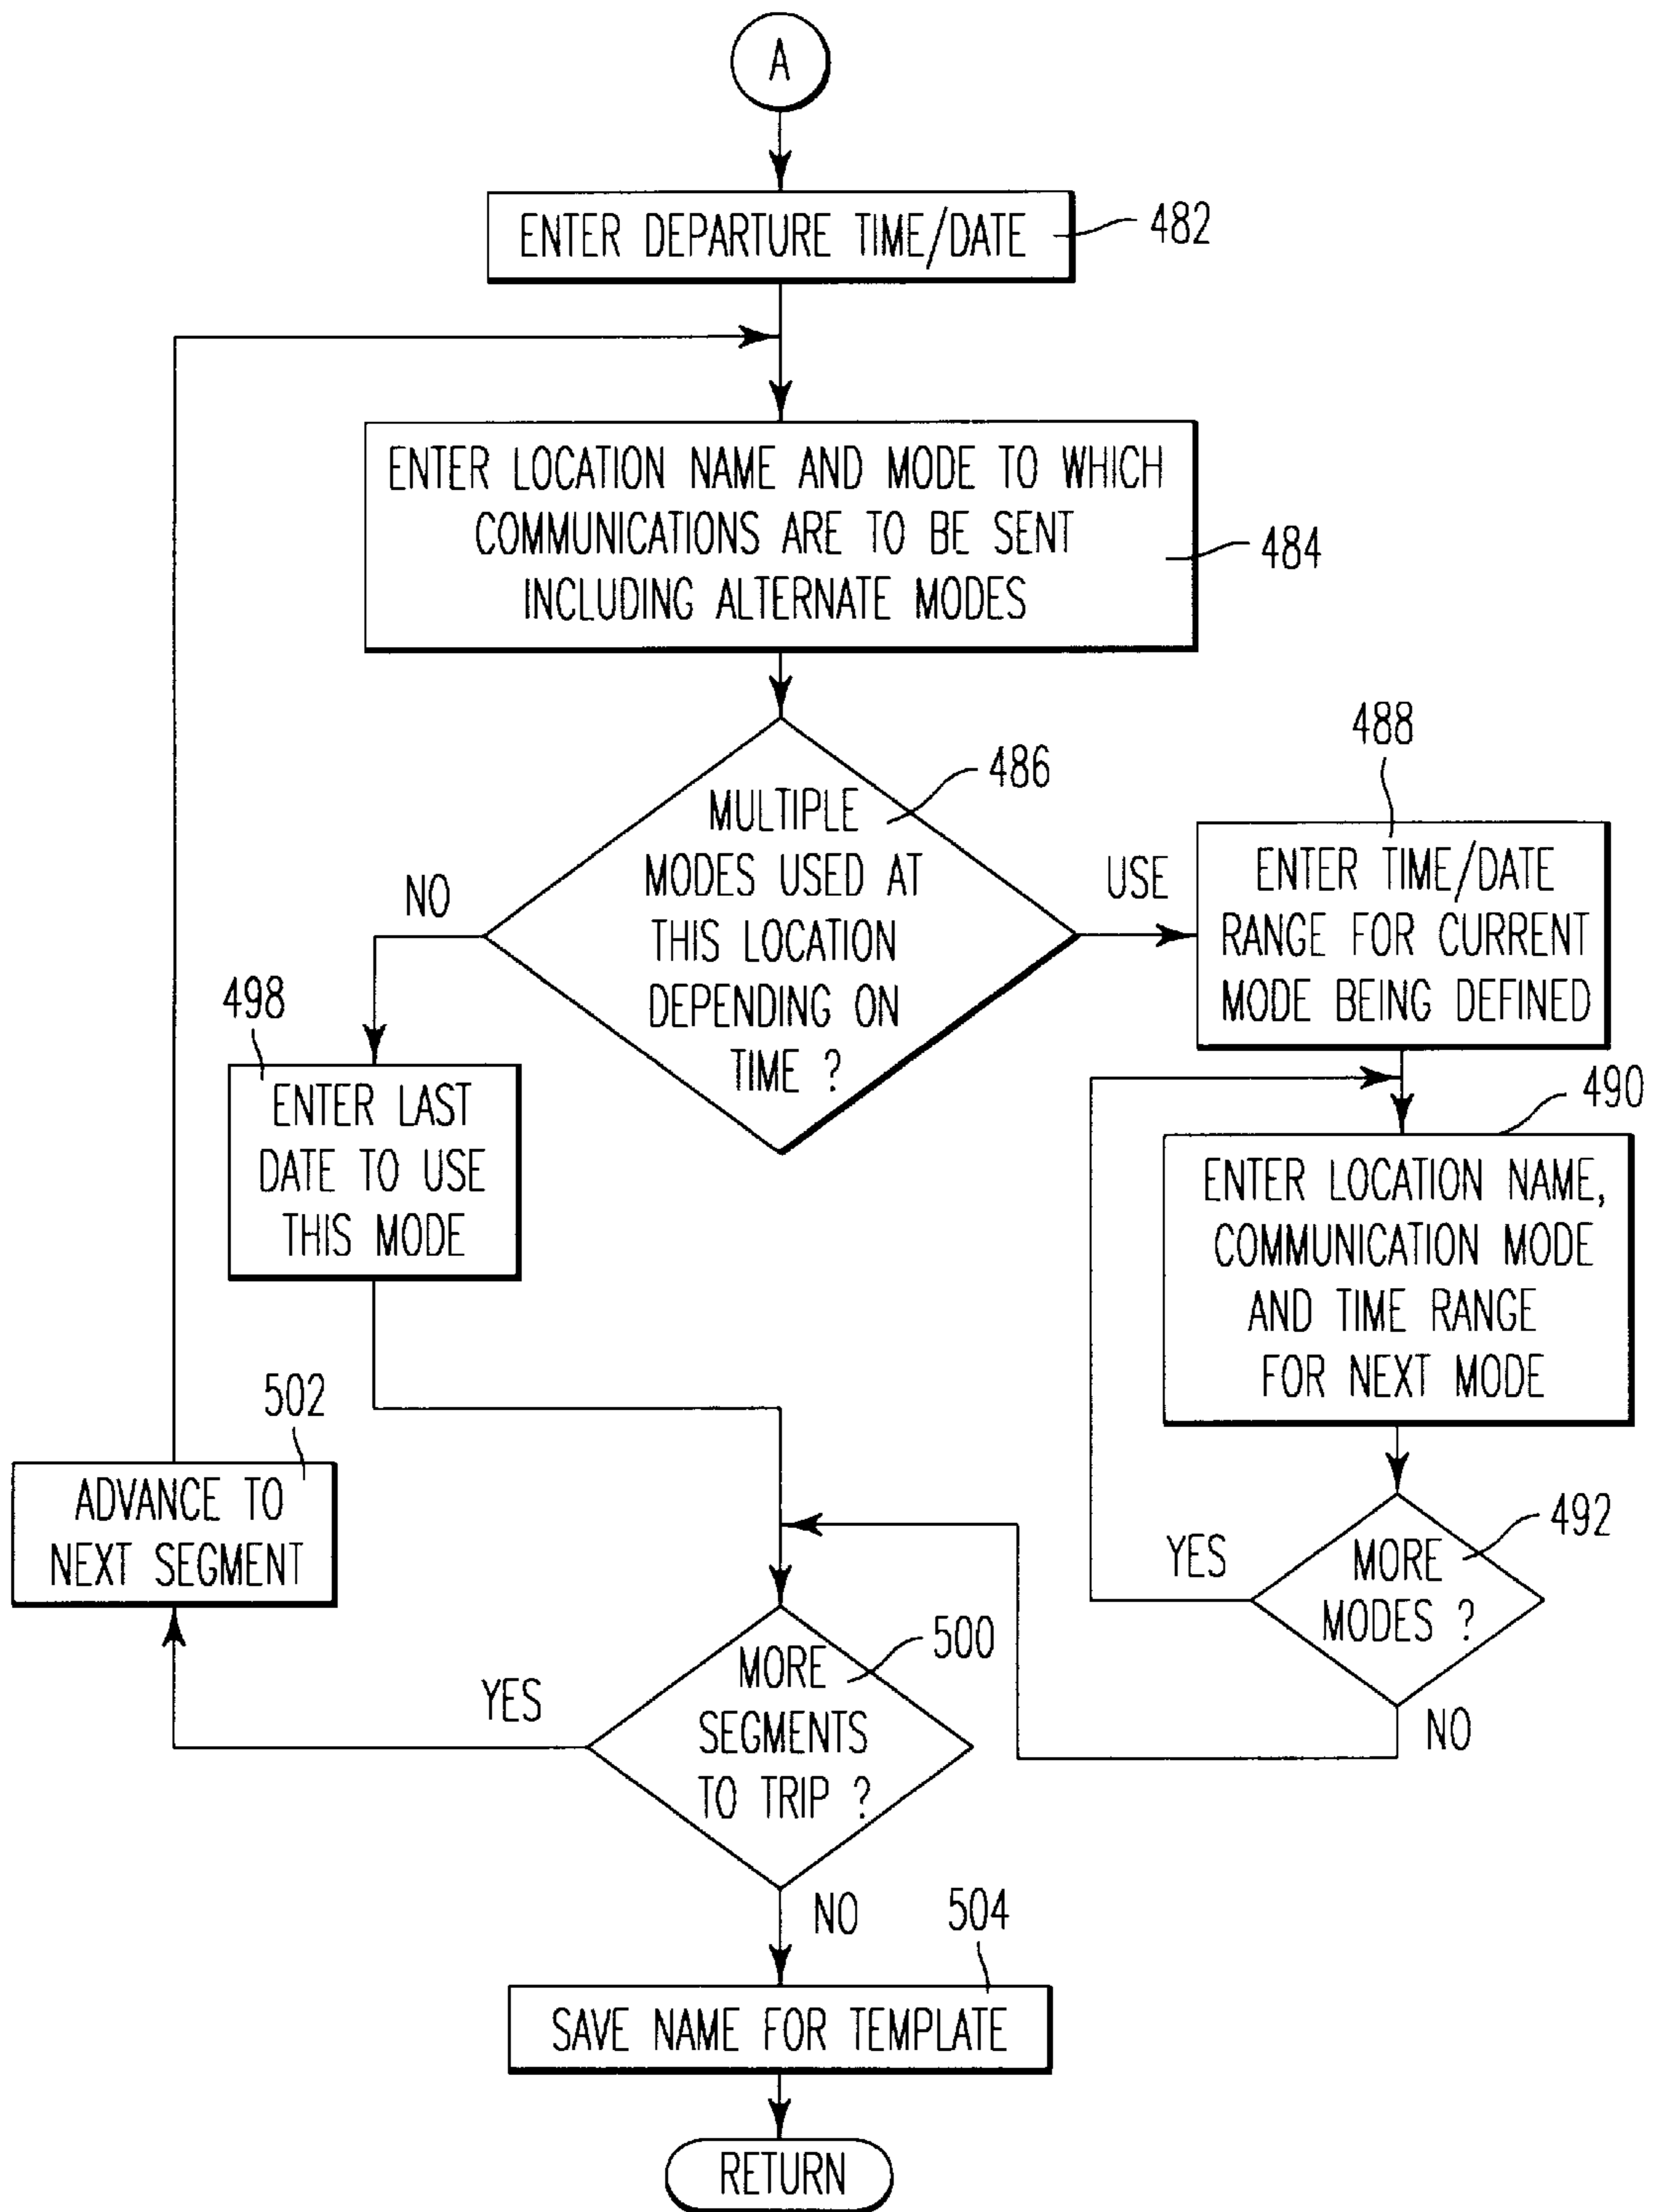 A
ENTER DEPARTURE TIME/DATE
482
ENTER LOCATION NAME AND MODE TO WHICH
COMMUNICATIONS ARE TO BE SENT
INCLUDING ALTERNATE MODES
484
MULTIPLE
MODES USED AT
THIS LOCATION
DEPENDING ON
TIME ?
486
NO
USE
488
ENTER TIME/DATE
RANGE FOR CURRENT
MODE BEING DEFINED
498
ENTER LAST
DATE TO USE
THIS MODE
490
ENTER LOCATION NAME,
COMMUNICATION MODE
AND TIME RANGE
FOR NEXT MODE
502
ADVANCE TO
NEXT SEGMENT
492
MORE
MODES ?
YES
NO
500
MORE
SEGMENTS
TO TRIP ?
YES
NO
504
SAVE NAME FOR TEMPLATE
RETURN